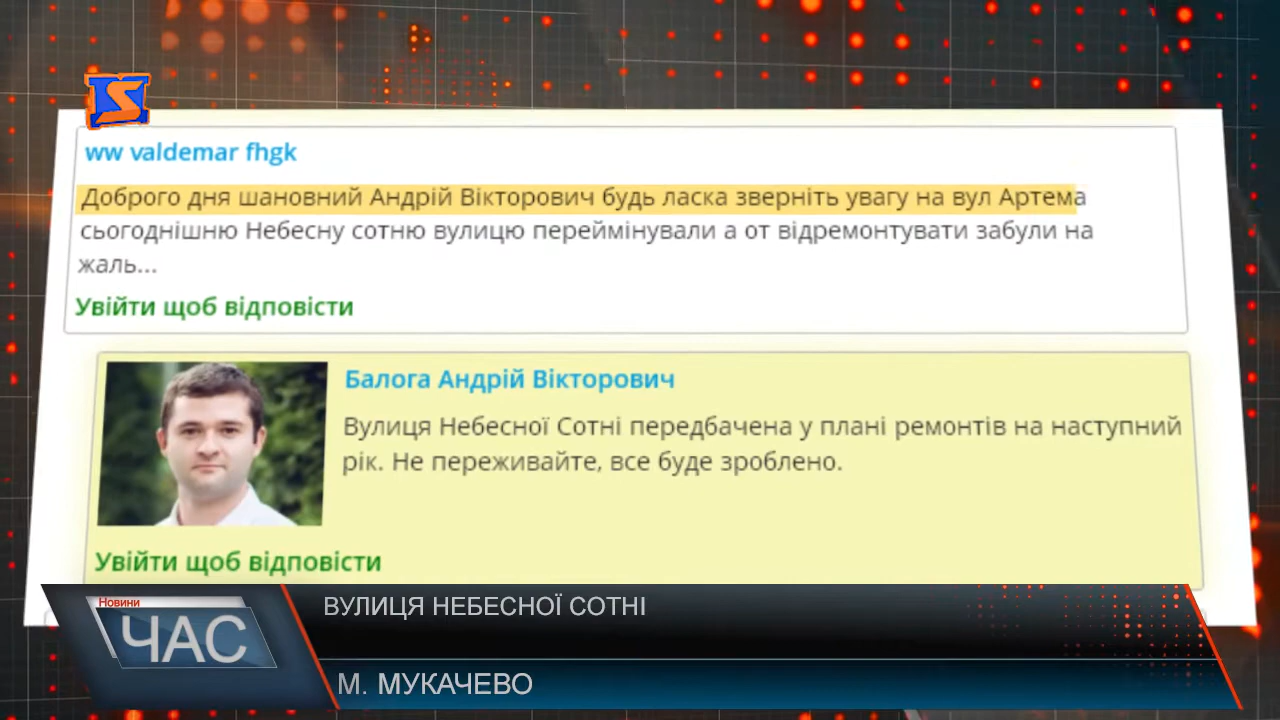 ww valdemar fhgk
Доброго дня шановний Андрій Вікторович будь ласка зверніть увагу на вул Артема
сьогоднішню Небесну сотню вулицю переймінували а от відремонтувати забули на
жаль...
Увійти щоб відповісти
Балога Андрій Вікторович
Вулиця Небесної Сотні передбачена у плані ремонтів на наступний
рік. Не переживайте, все буде зроблено.
Увійти щоб відповісти
Новини
ЧАС
ВУЛИЦЯ НЕБЕСНОЇ СОТНІ
М. МУКАЧЕВО